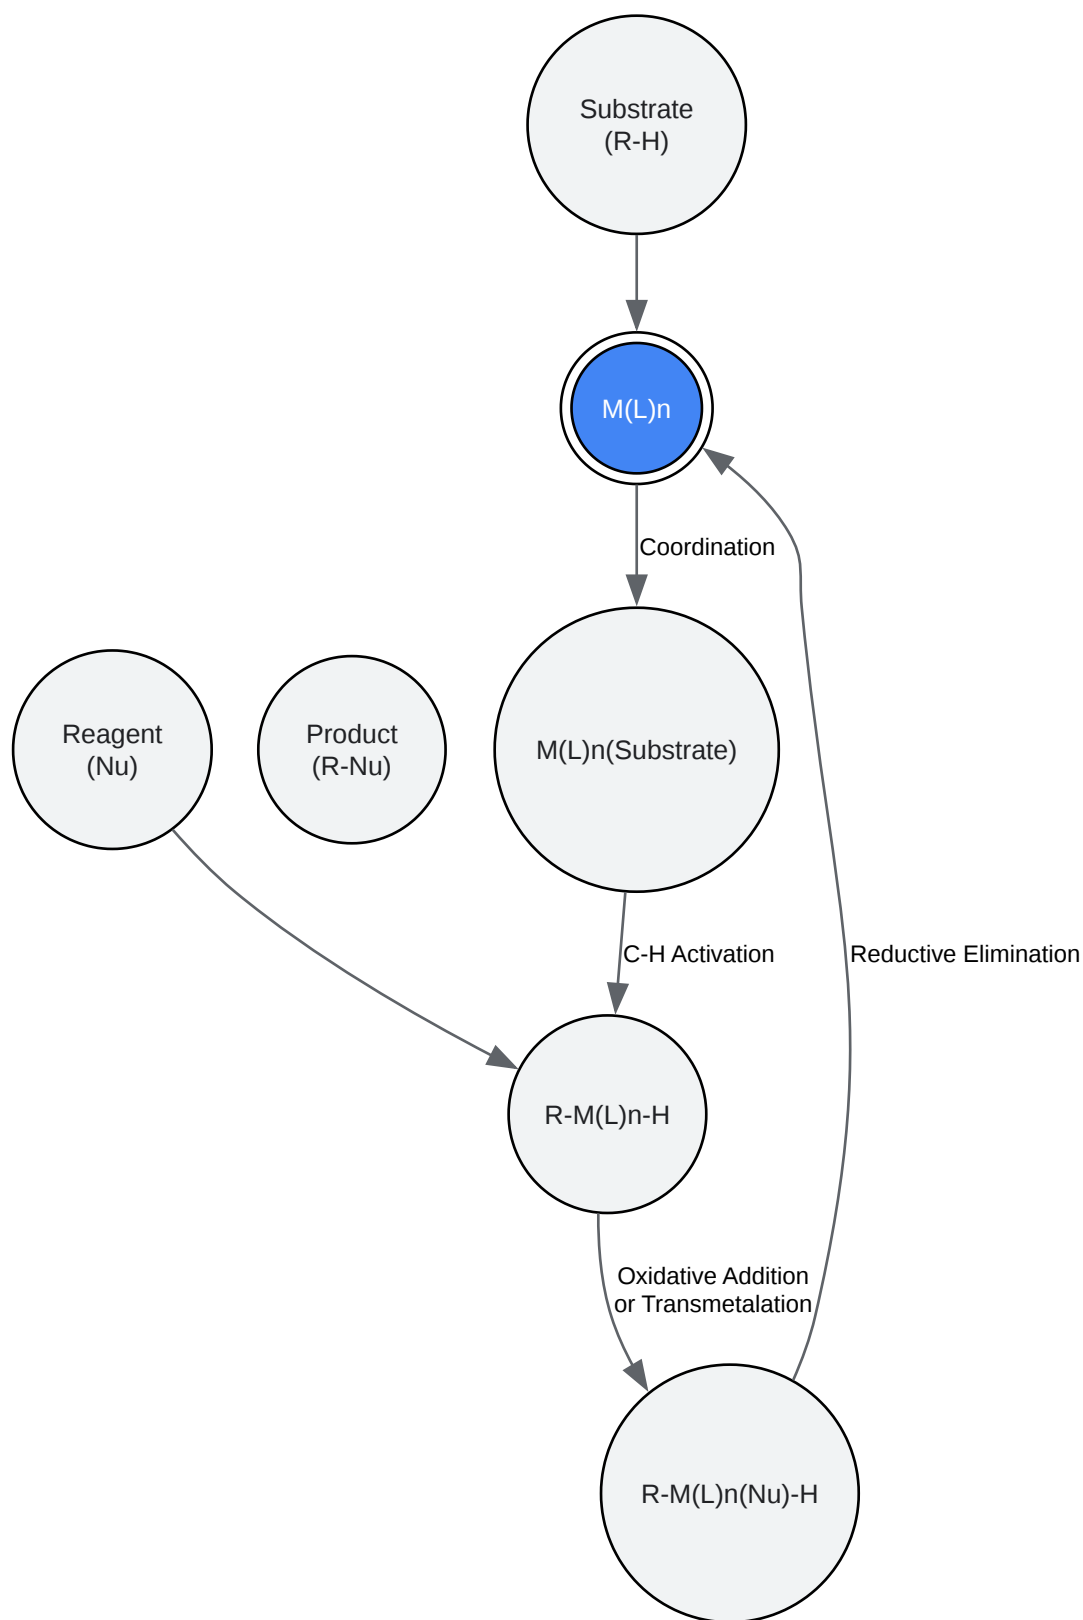 Substrate
(R-H)
M(L)n
Coordination
Reagent
(Nu)
Product
(R-Nu)
M(L)n(Substrate)
C-H Activation
Reductive Elimination
R-M(L)n-H
Oxidative Addition
or Transmetalation
R-M(L)n(Nu)-H